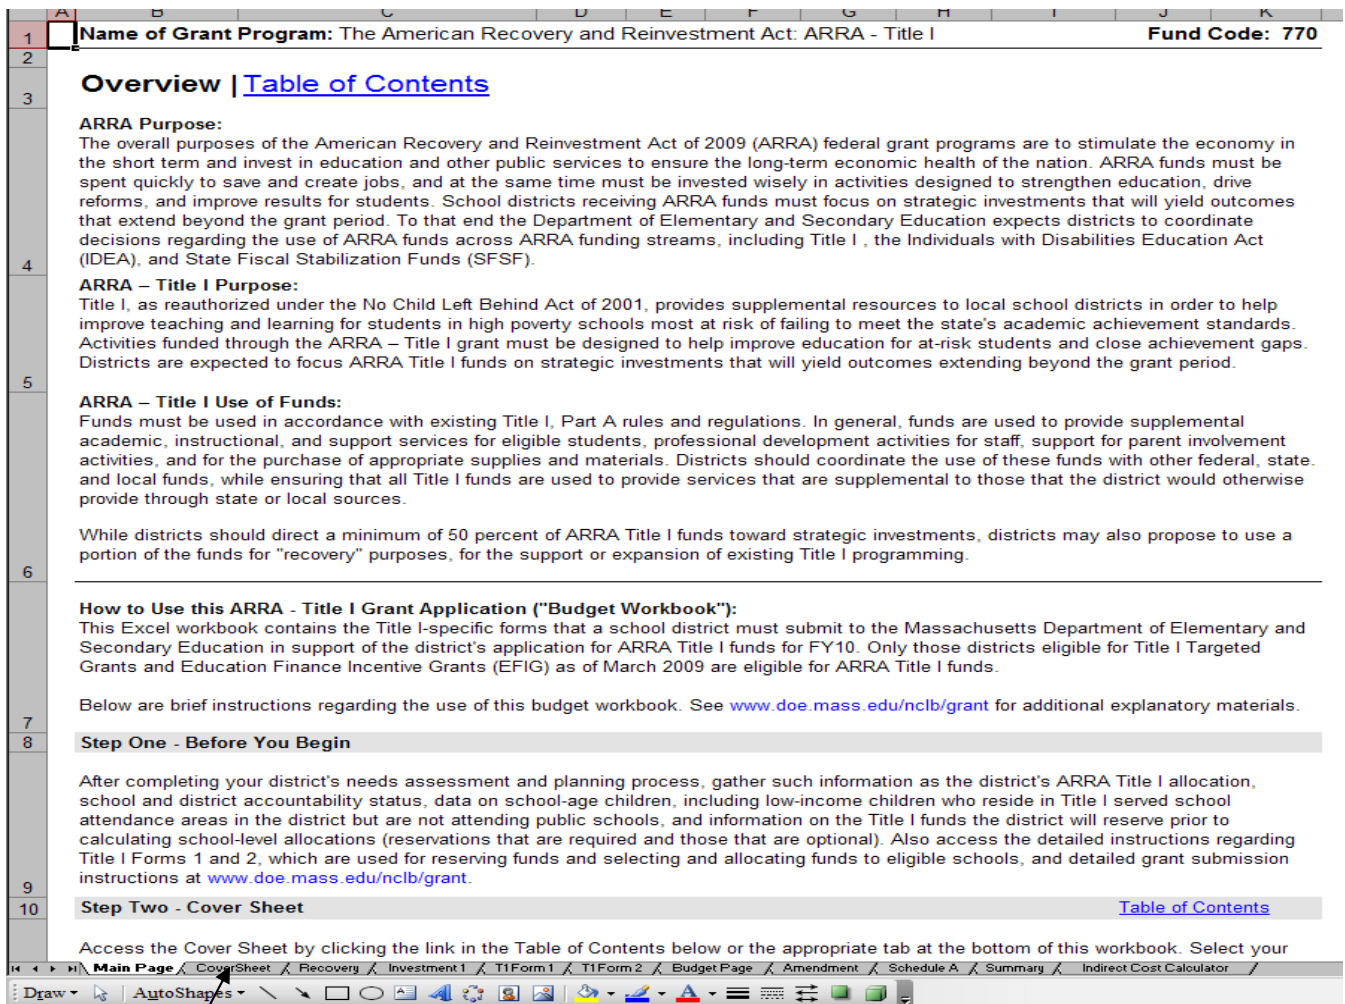 A B C D E F G H I J K
1 Name of Grant Program: The American Recovery and Reinvestment Act: ARRA - Title I Fund Code: 770
2
3 Overview | Table of Contents
ARRA Purpose:
The overall purposes of the American Recovery and Reinvestment Act of 2009 (ARRA) federal grant programs are to stimulate the economy in
the short term and invest in education and other public services to ensure the long-term economic health of the nation. ARRA funds must be
spent quickly to save and create jobs, and at the same time must be invested wisely in activities designed to strengthen education, drive
reforms, and improve results for students. School districts receiving ARRA funds must focus on strategic investments that will yield outcomes
that extend beyond the grant period. To that end the Department of Elementary and Secondary Education expects districts to coordinate
decisions regarding the use of ARRA funds across ARRA funding streams, including Title I , the Individuals with Disabilities Education Act
4 (IDEA), and State Fiscal Stabilization Funds (SFSF).
ARRA – Title I Purpose:
Title I, as reauthorized under the No Child Left Behind Act of 2001, provides supplemental resources to local school districts in order to help
improve teaching and learning for students in high poverty schools most at risk of failing to meet the state's academic achievement standards.
Activities funded through the ARRA – Title I grant must be designed to help improve education for at-risk students and close achievement gaps.
Districts are expected to focus ARRA Title I funds on strategic investments that will yield outcomes extending beyond the grant period.
5
ARRA – Title I Use of Funds:
Funds must be used in accordance with existing Title I, Part A rules and regulations. In general, funds are used to provide supplemental
academic, instructional, and support services for eligible students, professional development activities for staff, support for parent involvement
activities, and for the purchase of appropriate supplies and materials. Districts should coordinate the use of these funds with other federal, state.
and local funds, while ensuring that all Title I funds are used to provide services that are supplemental to those that the district would otherwise
provide through state or local sources.
While districts should direct a minimum of 50 percent of ARRA Title I funds toward strategic investments, districts may also propose to use a
portion of the funds for "recovery" purposes, for the support or expansion of existing Title I programming.
6
How to Use this ARRA - Title I Grant Application ("Budget Workbook"):
This Excel workbook contains the Title I-specific forms that a school district must submit to the Massachusetts Department of Elementary and
Secondary Education in support of the district's application for ARRA Title I funds for FY10. Only those districts eligible for Title I Targeted
Grants and Education Finance Incentive Grants (EFIG) as of March 2009 are eligible for ARRA Title I funds.
Below are brief instructions regarding the use of this budget workbook. See www.doe.mass.edu/nclb/grant for additional explanatory materials.
7
8 Step One - Before You Begin
After completing your district's needs assessment and planning process, gather such information as the district's ARRA Title I allocation,
school and district accountability status, data on school-age children, including low-income children who reside in Title I served school
attendance areas in the district but are not attending public schools, and information on the Title I funds the district will reserve prior to
calculating school-level allocations (reservations that are required and those that are optional). Also access the detailed instructions regarding
Title I Forms 1 and 2, which are used for reserving funds and selecting and allocating funds to eligible schools, and detailed grant submission
9 instructions at www.doe.mass.edu/nclb/grant.
10 Step Two - Cover Sheet Table of Contents
Access the Cover Sheet by clicking the link in the Table of Contents below or the appropriate tab at the bottom of this workbook. Select your
Main Page CoverSheet Recovery Investment 1 T1Form 1 T1Form 2 Budget Page Amendment Schedule A Summary Indirect Cost Calculator
Draw AutoShapes A A